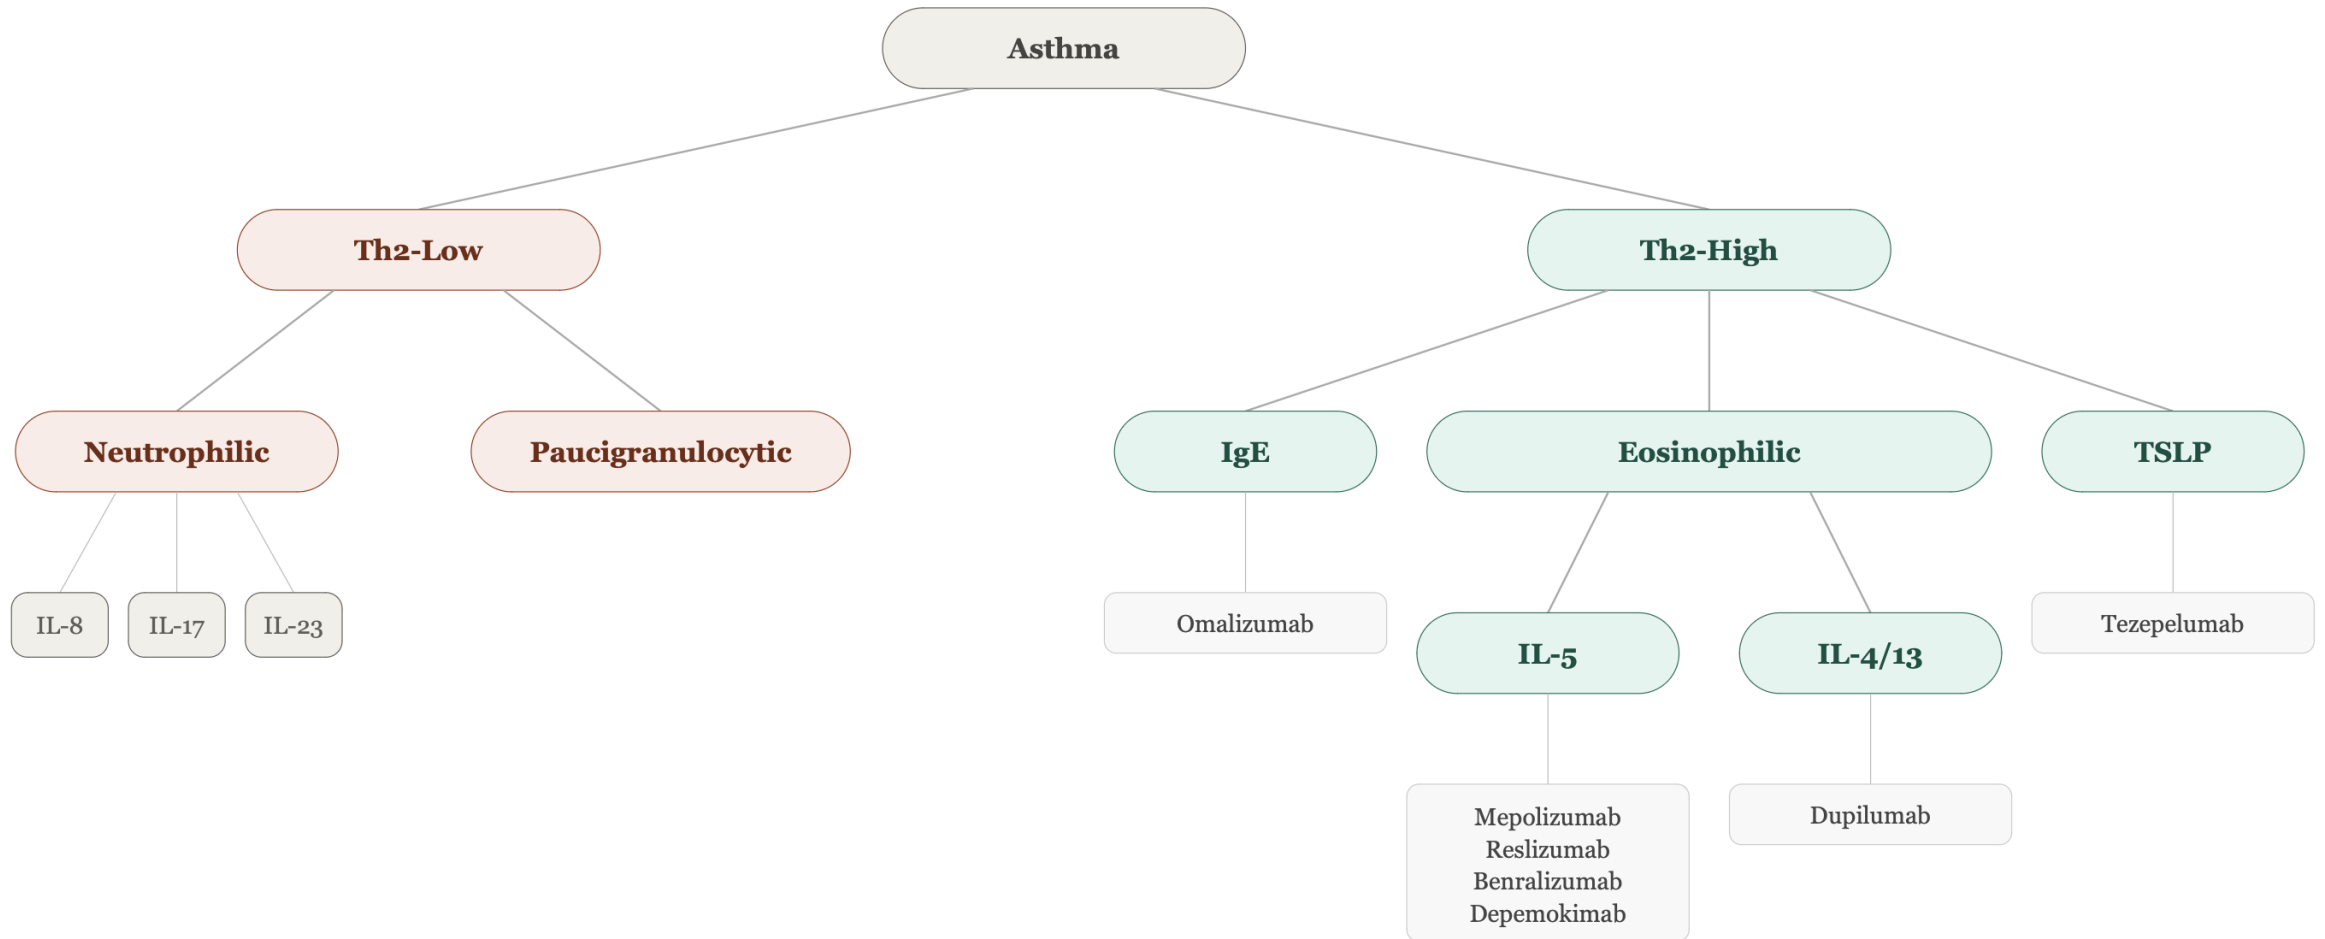 Asthma
Th2-Low
Th2-High
Neutrophilic
Paucigranulocytic
IgE
Eosinophilic
TSLP
IL-8
IL-17
IL-23
Omalizumab
IL-5
IL-4/13
Tezepelumab
Mepolizumab
Reslizumab
Benralizumab
Depemokimab
Dupilumab